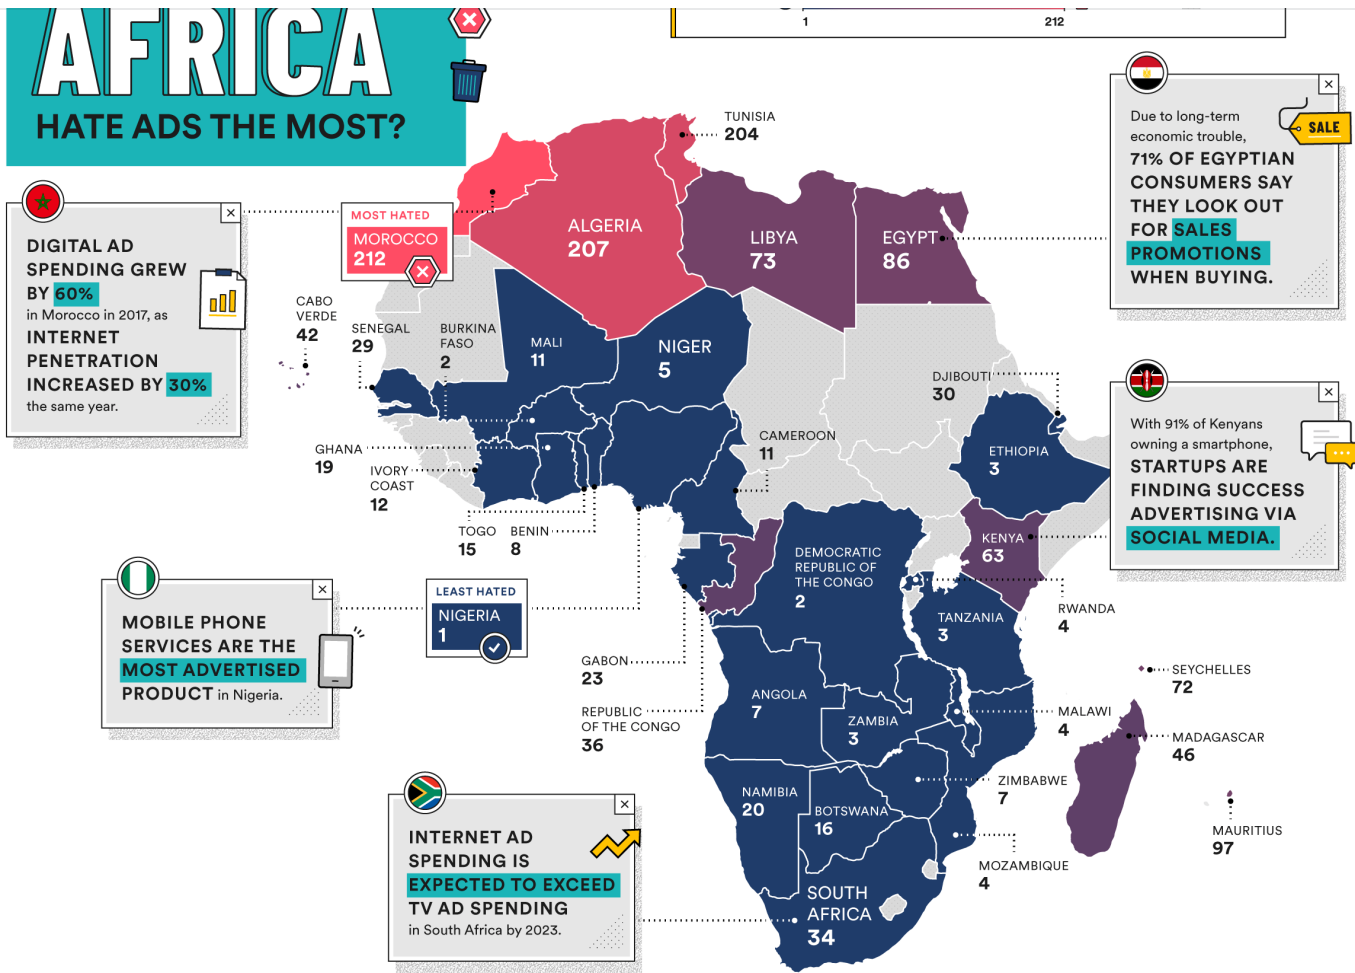 AFRICA
HATE ADS THE MOST?
1
212
TUNISIA
204
Due to long-term
economic trouble,
71% OF EGYPTIAN
CONSUMERS SAY
THEY LOOK OUT
FOR SALES
PROMOTIONS
WHEN BUYING.
SALE
DIGITAL AD
SPENDING GREW
BY 60%
in Morocco in 2017, as
INTERNET
PENETRATION
INCREASED BY 30%
the same year.
MOST HATED
MOROCCO
212
ALGERIA
207
LIBYA
73
EGYPT
86
CABO
VERDE
42
SENEGAL
29
BURKINA
FASO
2
MALI
11
NIGER
5
DJIBOUTI
30
With 91% of Kenyans
owning a smartphone,
STARTUPS ARE
FINDING SUCCESS
ADVERTISING VIA
SOCIAL MEDIA.
GHANA
19
IVORY
COAST
12
CAMEROON
11
ETHIOPIA
3
TOGO
15
BENIN
8
KENYA
63
DEMOCRATIC
REPUBLIC OF
THE CONGO
2
MOBILE PHONE
SERVICES ARE THE
MOST ADVERTISED
PRODUCT in Nigeria.
LEAST HATED
NIGERIA
1
RWANDA
4
TANZANIA
3
GABON
23
SEYCHELLES
72
REPUBLIC
OF THE CONGO
36
ANGOLA
7
ZAMBIA
3
MALAWI
4
MADAGASCAR
46
ZIMBABWE
7
NAMIBIA
20
BOTSWANA
16
MAURITIUS
97
MOZAMBIQUE
4
INTERNET AD
SPENDING IS
EXPECTED TO EXCEED
TV AD SPENDING
in South Africa by 2023.
SOUTH
AFRICA
34